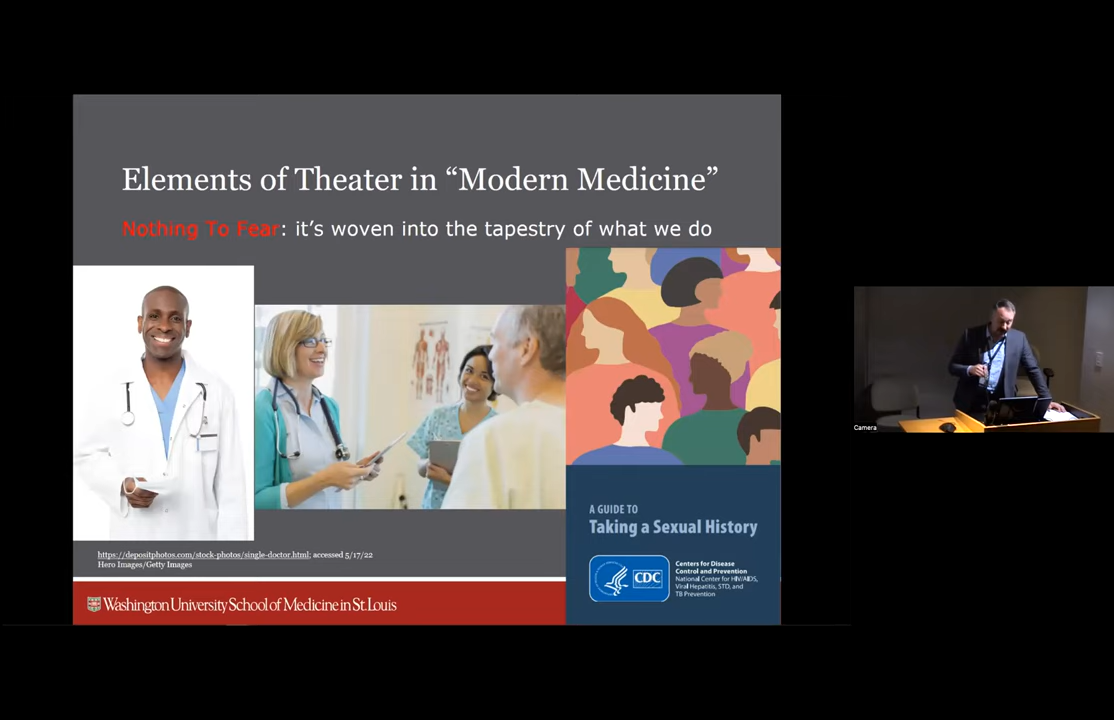 Elements of Theater in “Modern Medicine”
Nothing To Fear: it’s woven into the tapestry of what we do
A GUIDE TO
Taking a Sexual History
CDC
Centers for Disease
Control and Prevention
National Center for HIV/AIDS,
Viral Hepatitis, STD, and
TB Prevention
https://depositphotos.com/stock-photos/single-doctor.html; accessed 5/17/22
Hero Images/Getty Images
Washington University School of Medicine in St. Louis
Camera